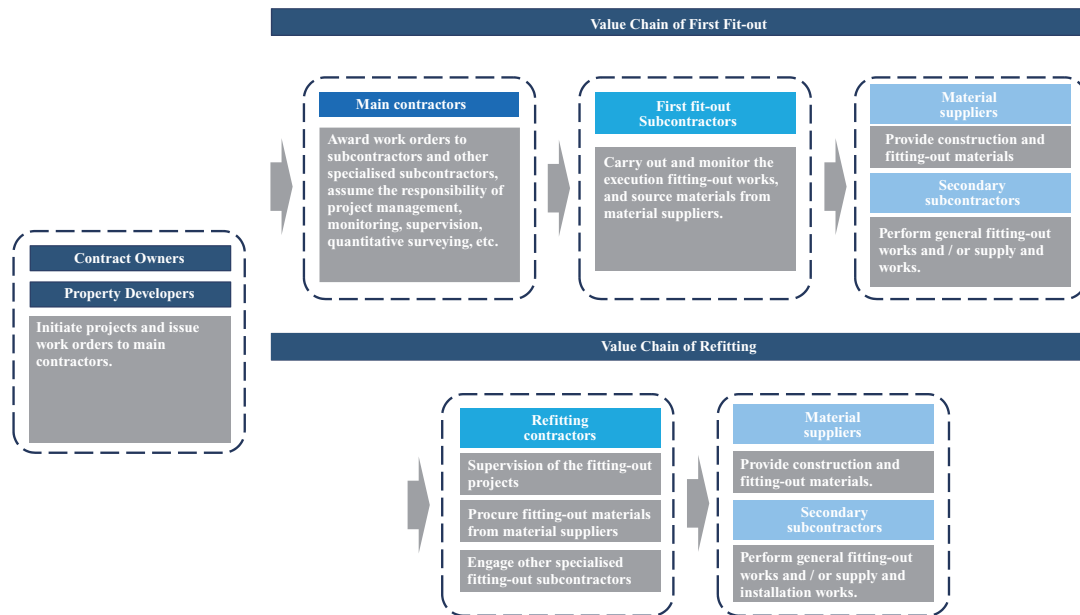 Value Chain of First Fit-out
Main contractors
Award work orders to
subcontractors and other
specialised subcontractors,
assume the responsibility of
project management,
monitoring, supervision,
quantitative surveying, etc.
First fit-out
Subcontractors
Carry out and monitor the
execution fitting-out works,
and source materials from
material suppliers.
Material
suppliers
Provide construction and
fitting-out materials
Secondary
subcontractors
Perform general fitting-out
works and / or supply and
works.
Contract Owners
Property Developers
Initiate projects and issue
work orders to main
contractors.
Value Chain of Refitting
Refitting
contractors
Supervision of the fitting-out
projects
Procure fitting-out materials
from material suppliers
Engage other specialised
fitting-out subcontractors
Material
suppliers
Provide construction and
fitting-out materials.
Secondary
subcontractors
Perform general fitting-out
works and / or supply and
installation works.